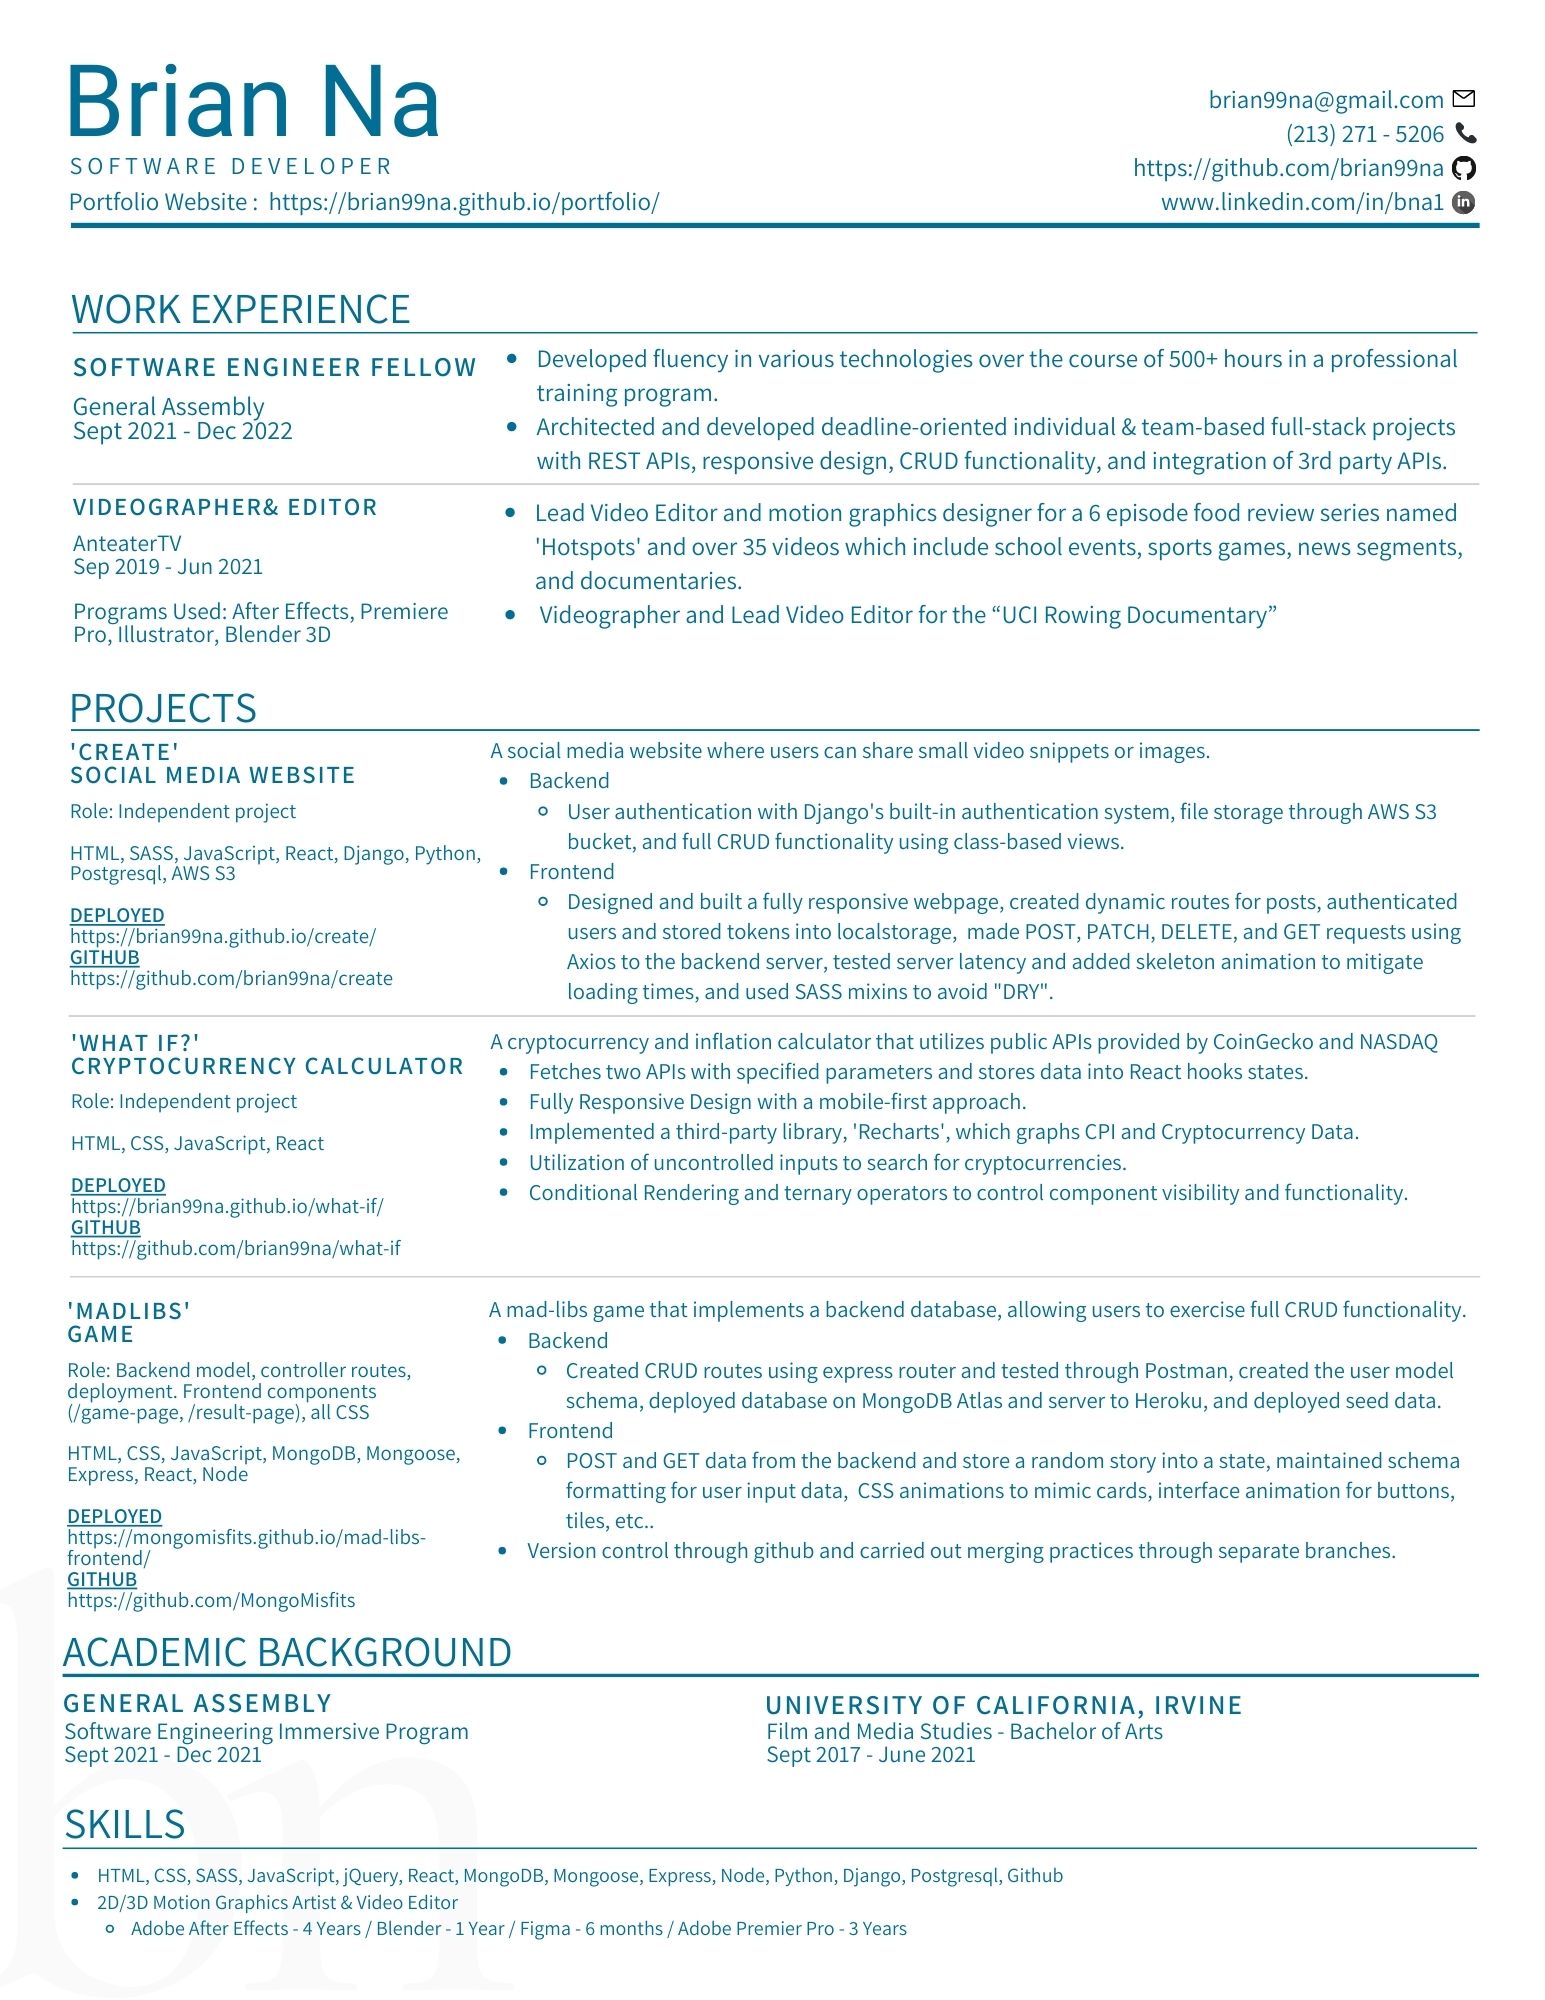 Brian Na
SOFTWARE DEVELOPER
Portfolio Website :  https://brian99na.github.io/portfolio/
brian99na@gmail.com
(213) 271 - 5206
https://github.com/brian99na
www.linkedin.com/in/bna1
WORK EXPERIENCE
SOFTWARE ENGINEER FELLOW
General Assembly
Sept 2021 - Dec 2022
• Developed fluency in various technologies over the course of 500+ hours in a professional
training program.
• Architected and developed deadline-oriented individual & team-based full-stack projects
with REST APIs, responsive design, CRUD functionality, and integration of 3rd party APIs.
VIDEOGRAPHER& EDITOR
AnteaterTV
Sep 2019 - Jun 2021
Programs Used: After Effects, Premiere
Pro, Illustrator, Blender 3D
• Lead Video Editor and motion graphics designer for a 6 episode food review series named
'Hotspots' and over 35 videos which include school events, sports games, news segments,
and documentaries.
• Videographer and Lead Video Editor for the “UCI Rowing Documentary”
PROJECTS
'CREATE'
SOCIAL MEDIA WEBSITE
Role: Independent project
HTML, SASS, JavaScript, React, Django, Python,
Postgresql, AWS S3
DEPLOYED
https://brian99na.github.io/create/
GITHUB
https://github.com/brian99na/create
A social media website where users can share small video snippets or images.
• Backend
◦ User authentication with Django's built-in authentication system, file storage through AWS S3
bucket, and full CRUD functionality using class-based views.
• Frontend
◦ Designed and built a fully responsive webpage, created dynamic routes for posts, authenticated
users and stored tokens into localstorage,  made POST, PATCH, DELETE, and GET requests using
Axios to the backend server, tested server latency and added skeleton animation to mitigate
loading times, and used SASS mixins to avoid "DRY".
'WHAT IF?'
CRYPTOCURRENCY CALCULATOR
Role: Independent project
HTML, CSS, JavaScript, React
DEPLOYED
https://brian99na.github.io/what-if/
GITHUB
https://github.com/brian99na/what-if
A cryptocurrency and inflation calculator that utilizes public APIs provided by CoinGecko and NASDAQ
• Fetches two APIs with specified parameters and stores data into React hooks states.
• Fully Responsive Design with a mobile-first approach.
• Implemented a third-party library, 'Recharts', which graphs CPI and Cryptocurrency Data.
• Utilization of uncontrolled inputs to search for cryptocurrencies.
• Conditional Rendering and ternary operators to control component visibility and functionality.
'MADLIBS'
GAME
Role: Backend model, controller routes,
deployment. Frontend components
(/game-page, /result-page), all CSS
HTML, CSS, JavaScript, MongoDB, Mongoose,
Express, React, Node
DEPLOYED
https://mongomisfits.github.io/mad-libs-
frontend/
GITHUB
https://github.com/MongoMisfits
A mad-libs game that implements a backend database, allowing users to exercise full CRUD functionality.
• Backend
◦ Created CRUD routes using express router and tested through Postman, created the user model
schema, deployed database on MongoDB Atlas and server to Heroku, and deployed seed data.
• Frontend
◦ POST and GET data from the backend and store a random story into a state, maintained schema
formatting for user input data,  CSS animations to mimic cards, interface animation for buttons,
tiles, etc..
• Version control through github and carried out merging practices through separate branches.
ACADEMIC BACKGROUND
GENERAL ASSEMBLY
Software Engineering Immersive Program
Sept 2021 - Dec 2021
UNIVERSITY OF CALIFORNIA, IRVINE
Film and Media Studies - Bachelor of Arts
Sept 2017 - June 2021
SKILLS
• HTML, CSS, SASS, JavaScript, jQuery, React, MongoDB, Mongoose, Express, Node, Python, Django, Postgresql, Github
• 2D/3D Motion Graphics Artist & Video Editor
◦ Adobe After Effects - 4 Years / Blender - 1 Year / Figma - 6 months / Adobe Premier Pro - 3 Years
bn